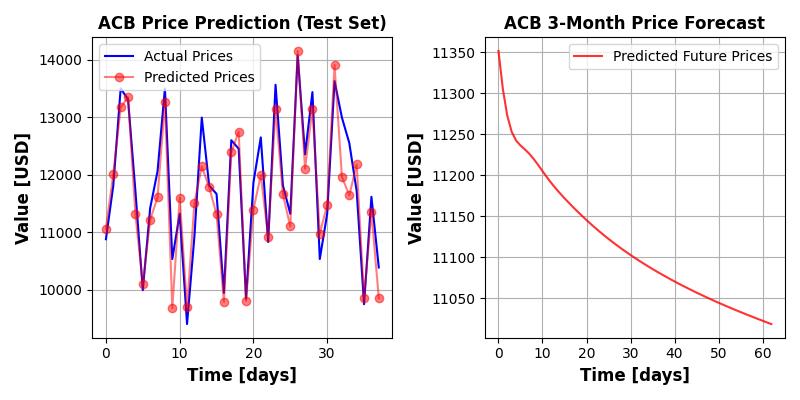 ACB Price Prediction (Test Set)
Actual Prices
Predicted Prices
Value [USD]
14000
13000
12000
11000
10000
0
10
20
30
Time [days]
ACB 3-Month Price Forecast
Predicted Future Prices
Value [USD]
11350
11300
11250
11200
11150
11100
11050
0
10
20
30
40
50
60
Time [days]